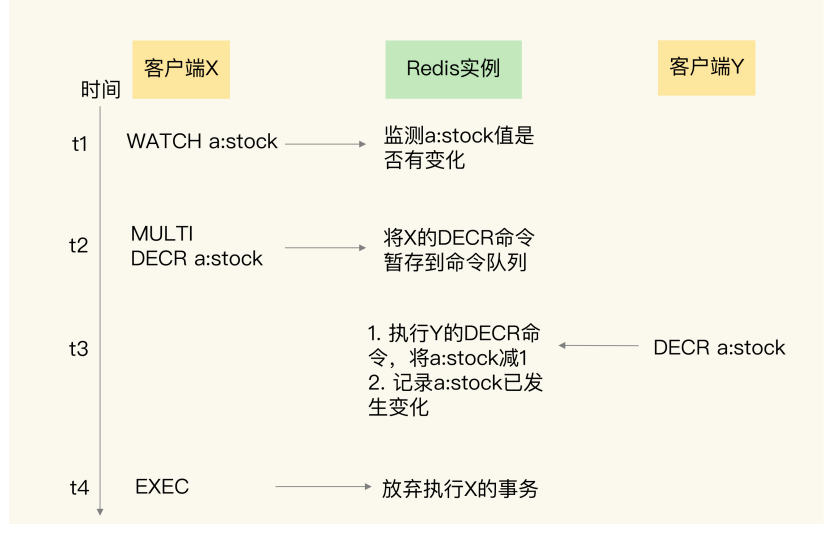 客户端X
Redis实例
客户端Y
时间
t1
WATCH a:stock
监测a:stock值是
否有变化
t2
MULTI
DECR a:stock
将X的DECR命令
暂存到命令队列
t3
1. 执行Y的DECR命
令，将a:stock减1
2. 记录a:stock已发
生变化
DECR a:stock
t4
EXEC
放弃执行X的事务